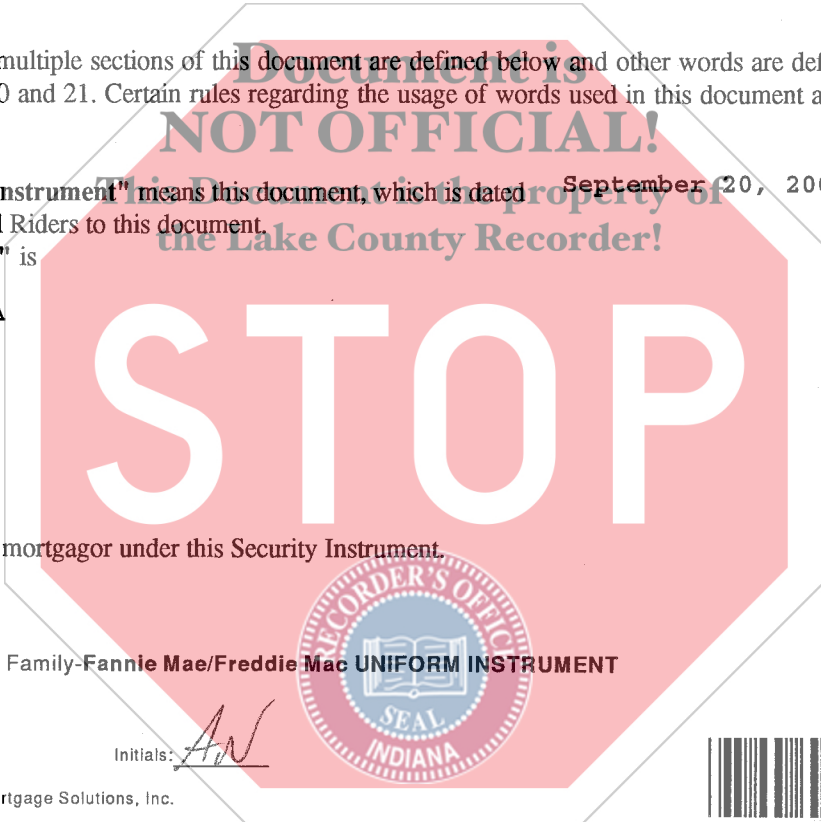 multiple sections of this document are defined below and other words are def
Document is
0 and 21. Certain rules regarding the usage of words used in this document a
NOT OFFICIAL!
nstrument" means this document, which is dated September 20, 200
This Document is the property of
l Riders to this document.
the Lake County Recorder!
" is
A
STOP
mortgagor under this Security Instrument.
RECORDER'S OFFICE
Family-Fannie Mae/Freddie Mac UNIFORM INSTRUMENT
SEAL
INDIANA
Initials: AN
rtgage Solutions, Inc.